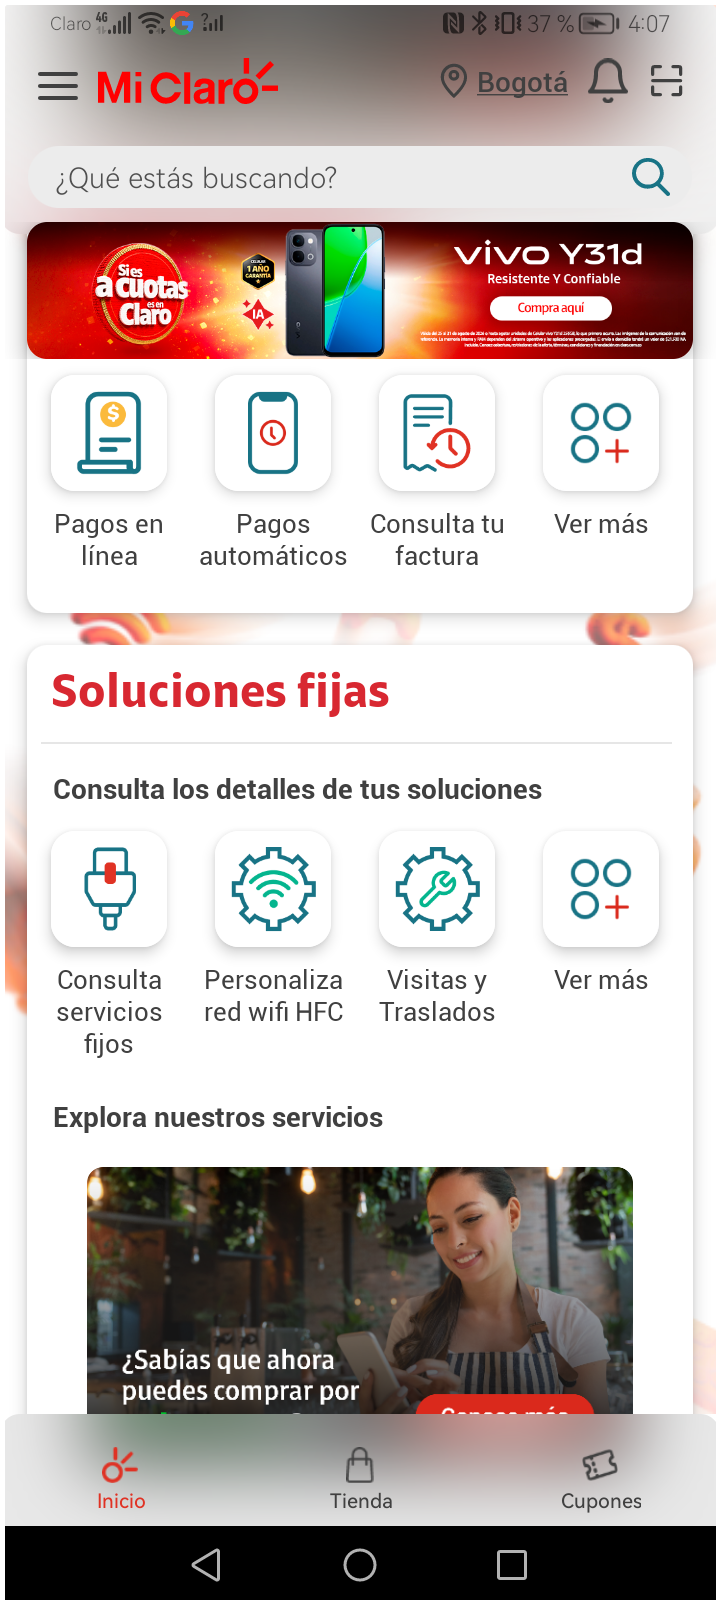 Claro 4G 37 % 4:07
Mi Claro
Bogotá
¿Qué estás buscando?
Si es
a cuotas
es en
Claro
CELULAR
1 AÑO
GARANTÍA
IA
vivo Y31d
Resistente Y Confiable
Compra aquí
Pagos en
línea
Pagos
automáticos
Consulta tu
factura
Ver más
Soluciones fijas
Consulta los detalles de tus soluciones
Consulta
servicios
fijos
Personaliza
red wifi HFC
Visitas y
Traslados
Ver más
Explora nuestros servicios
¿Sabías que ahora
puedes comprar por
Conoce más
Inicio
Tienda
Cupones